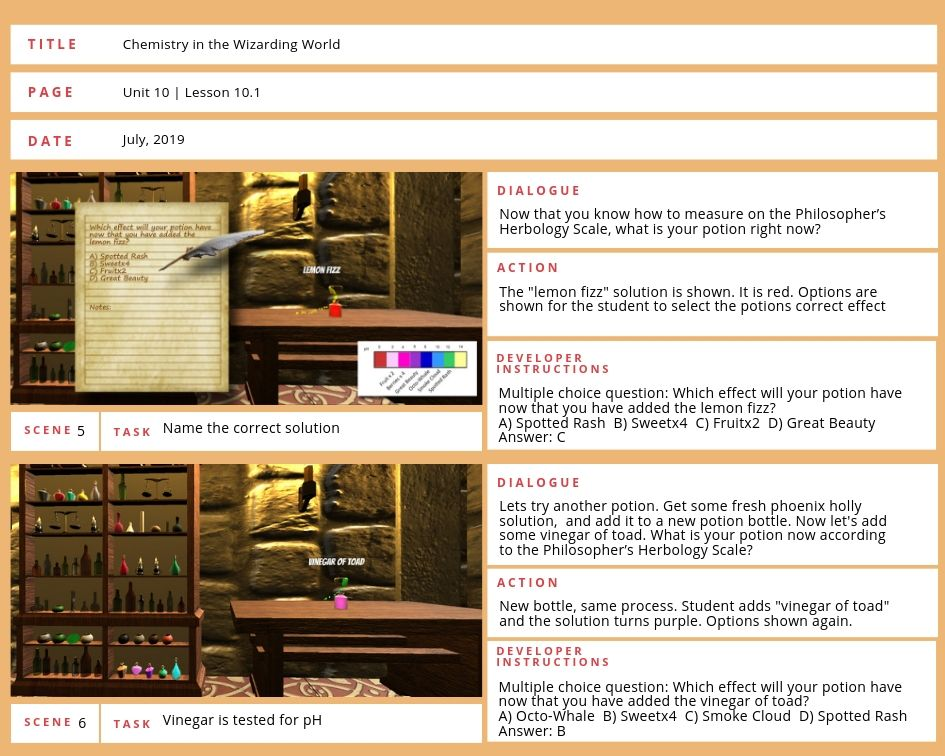 TITLE
Chemistry in the Wizarding World
PAGE
Unit 10 | Lesson 10.1
DATE
July, 2019
Which effect will your potion have
now that you have added the
lemon fizz?
A) Spotted Rash
B) Sweetx4
C) Fruitx2
D) Great Beauty
Notes:
LEMON FIZZ
pH 0 2 4 6 8 10 12 14
Fruit x 2
Berries x 4
Great Beauty
Octo-Whale
Smoke Cloud
Spotted Rash
SCENE 5
TASK Name the correct solution
DIALOGUE
Now that you know how to measure on the Philosopher’s
Herbology Scale, what is your potion right now?
ACTION
The "lemon fizz" solution is shown. It is red. Options are
shown for the student to select the potions correct effect
DEVELOPER
INSTRUCTIONS
Multiple choice question: Which effect will your potion have
now that you have added the lemon fizz?
A) Spotted Rash B) Sweetx4 C) Fruitx2 D) Great Beauty
Answer: C
VINEGAR OF TOAD
SCENE 6
TASK Vinegar is tested for pH
DIALOGUE
Lets try another potion. Get some fresh phoenix holly
solution, and add it to a new potion bottle. Now let's add
some vinegar of toad. What is your potion now according
to the Philosopher’s Herbology Scale?
ACTION
New bottle, same process. Student adds "vinegar of toad"
and the solution turns purple. Options shown again.
DEVELOPER
INSTRUCTIONS
Multiple choice question: Which effect will your potion have
now that you have added the vinegar of toad?
A) Octo-Whale B) Sweetx4 C) Smoke Cloud D) Spotted Rash
Answer: B